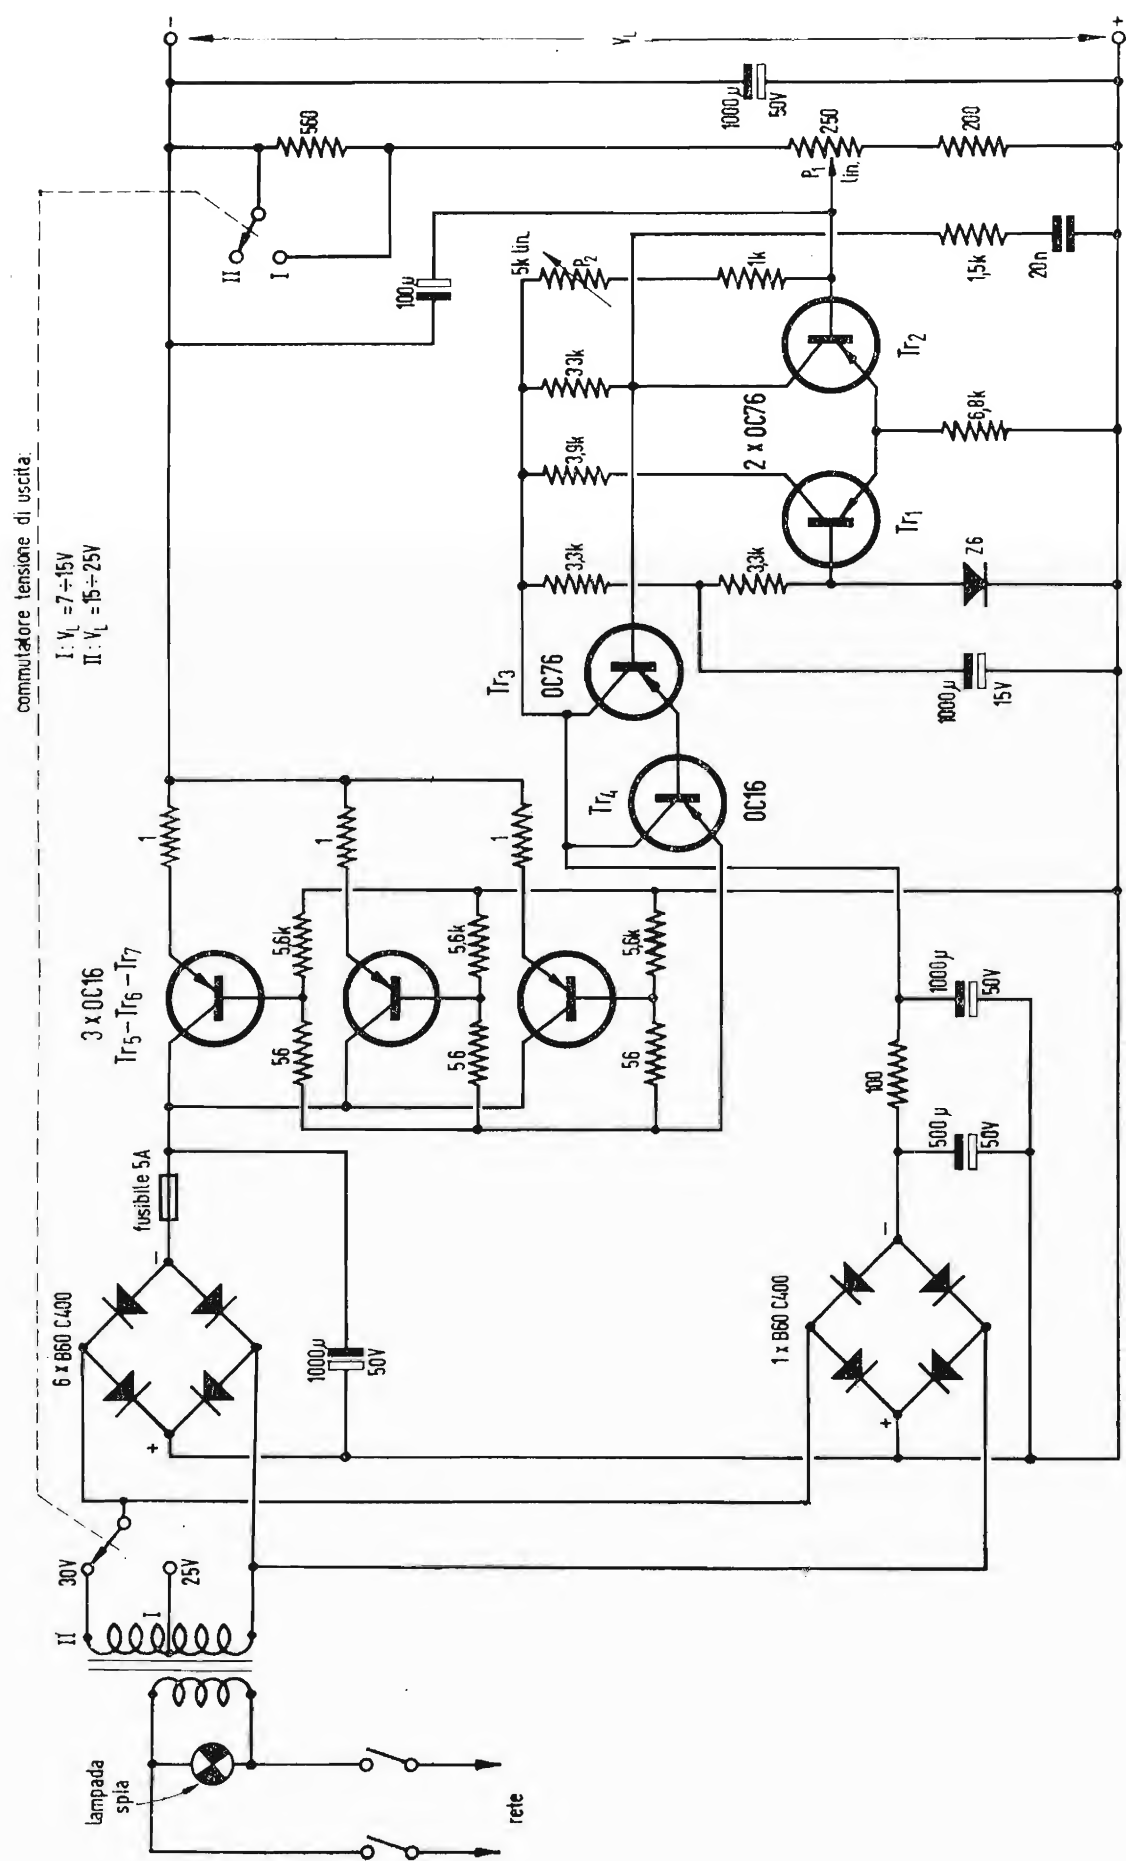 commutatore tensione di uscita:
I: VL = 7÷15V
II: VL = 15÷25V
lampada
spia
rete
II
I
30V
25V
6 x B60 C400
+
-
fusibile 5A
1000µ
50V
3 x OC16
Tr5-Tr6-Tr7
56
5,6k
56
5,6k
56
5,6k
1
1
1
1 x B60 C400
+
-
500µ
50V
100
1000µ
50V
Tr4
OC16
Tr3
OC76
1000µ
15V
3,3k
3,3k
Z6
Tr1
2 x OC76
Tr2
3,9k
33k
6,8k
5k lin.
P2
1k
1,5k
20n
100µ
II
I
560
P1
lin.
250
200
1000µ
50V
VL
-
+